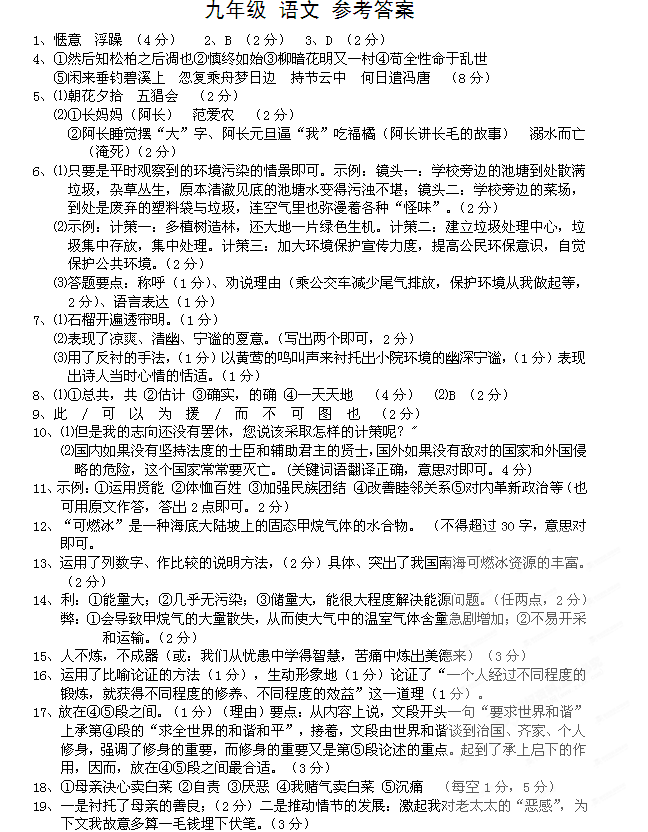 九年级 语文 参考答案
1、惬意 浮躁 (4分) 2、B (2分) 3、D (2分)
4、①然后知松柏之后凋也②慎终如始③柳暗花明又一村④苟全性命于乱世
⑤闲来垂钓碧溪上 忽复乘舟梦日边 持节云中 何日遣冯唐 (8分)
5、⑴朝花夕拾 五猖会 (2分)
⑵①长妈妈(阿长) 范爱农 (2分)
②阿长睡觉摆“大”字、阿长元旦逼“我”吃福橘(阿长讲长毛的故事) 溺水而亡
(淹死)(2分)
6、⑴只要是平时观察到的环境污染的情景即可。示例:镜头一:学校旁边的池塘到处散满
垃圾,杂草丛生,原本清澈见底的池塘水变得污浊不堪;镜头二:学校旁边的菜场,
到处是废弃的塑料袋与垃圾,连空气里也弥漫着各种“怪味”。(2分)
⑵示例:计策一:多植树造林,还大地一片绿色生机。计策二:建立垃圾处理中心,垃
圾集中存放,集中处理。计策三:加大环境保护宣传力度,提高公民环保意识,自觉
保护公共环境。(2分)
⑶答题要点:称呼(1分)、劝说理由(乘公交车减少尾气排放,保护环境从我做起等,
2分)、语言表达(1分)
7、⑴石榴开遍透帘明。(1分)
⑵表现了凉爽、清幽、宁谧的夏意。(写出两个即可,2分)
⑶用了反衬的手法,(1分)以黄莺的鸣叫声来衬托出小院环境的幽深宁谧,(1分)表现
出诗人当时心情的恬适。(1分)
8、⑴①总共,共 ②估计 ③确实,的确 ④一天天地 (4分) ⑵B (2分)
9、此 / 可 以 为 援 / 而 不 可 图 也 (2分)
10、⑴但是我的志向还没有罢休,您说该采取怎样的计策呢?"
⑵国内如果没有坚持法度的士臣和辅助君主的贤士,国外如果没有敌对的国家和外国侵
略的危险,这个国家常常要灭亡。(关键词语翻译正确,意思对即可。4分)
11、示例:①运用贤能 ②体恤百姓 ③加强民族团结 ④改善睦邻关系⑤对内革新政治等(也
可用原文作答,答出2点即可。2分)
12、“可燃冰”是一种海底大陆坡上的固态甲烷气体的水合物。 (不得超过30字,意思对
即可。
13、运用了列数字、作比较的说明方法,(2分)具体、突出了我国南海可燃冰资源的丰富。
(2分)
14、利:①能量大;②几乎无污染;③储量大,能很大程度解决能源问题。(任两点,2分)
弊:①会导致甲烷气的大量散失,从而使大气中的温室气体含量急剧增加;②不易开采
和运输。(2分)
15、人不炼,不成器(或:我们从忧患中学得智慧,苦痛中炼出美德来) (3分)
16、运用了比喻论证的方法(1分),生动形象地(1分)论证了“一个人经过不同程度的
锻炼,就获得不同程度的修养、不同程度的效益”这一道理(1分)。
17、放在④⑤段之间。(1分)(理由)要点:从内容上说,文段开头一句“要求世界和谐”
上承第④段的“求全世界的和谐和平”,接着,文段由世界和谐谈到治国、齐家、个人
修身,强调了修身的重要,而修身的重要又是第⑤段论述的重点。起到了承上启下的作
用,因而,放在④⑤段之间最合适。(3分)
18、①母亲决心卖白菜 ②自责 ③厌恶 ④我赌气卖白菜 ⑤沉痛 (每空1分,5分)
19、一是衬托了母亲的善良;(2分)二是推动情节的发展:激起我对老太太的“恶感”,为
下文我故意多算一毛钱埋下伏笔。(3分)